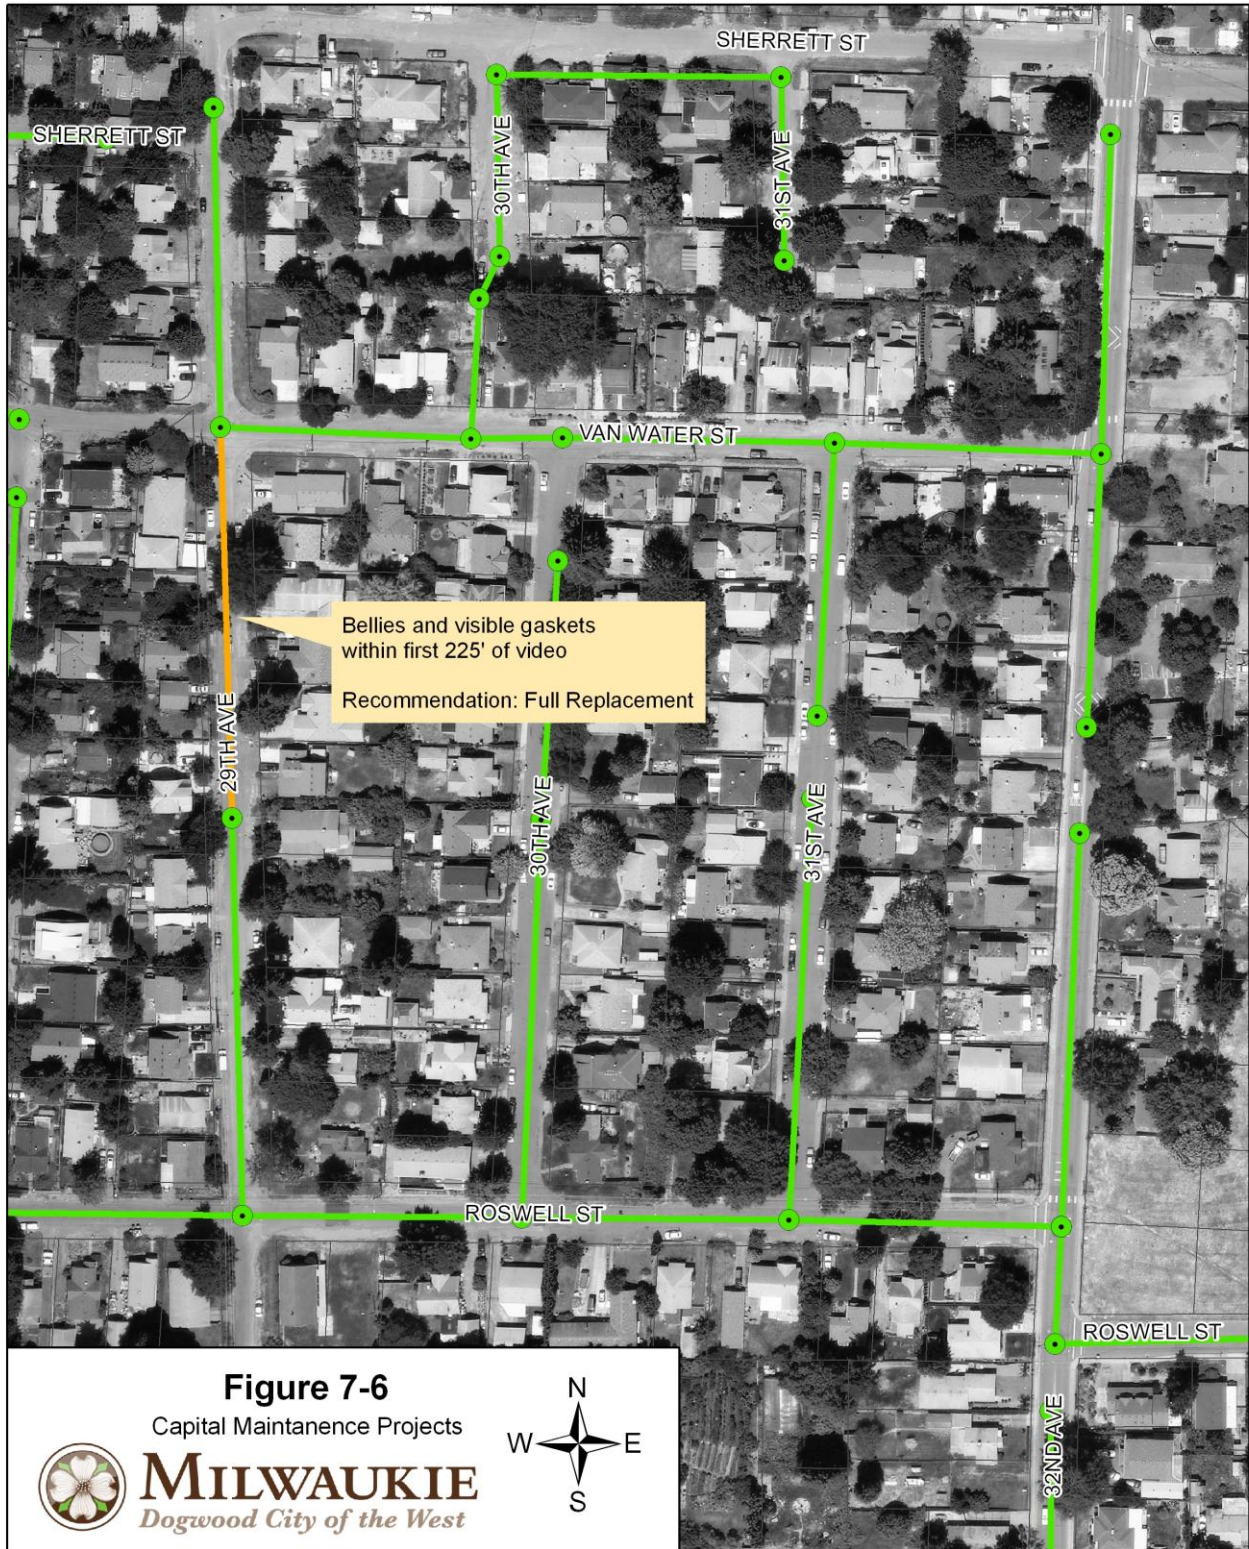 SHERRETT ST
SHERRETT ST
30TH AVE
31ST AVE
VAN WATER ST
Bellies and visible gaskets
within first 225' of video
Recommendation: Full Replacement
29TH AVE
30TH AVE
31ST AVE
ROSWELL ST
ROSWELL ST
32ND AVE
Figure 7-6
Capital Maintanence Projects
MILWAUKIE
Dogwood City of the West
N
W E
S